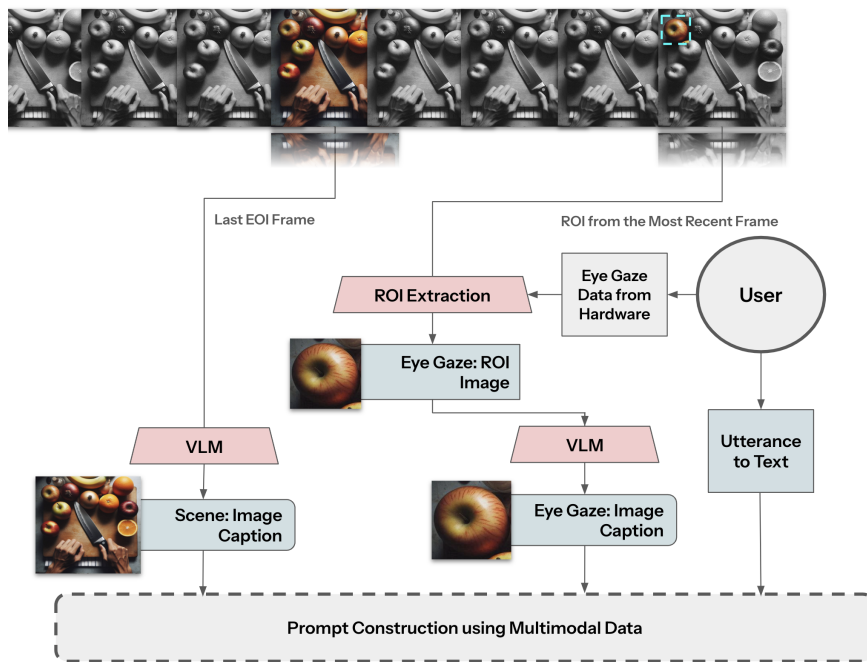 Last EOI Frame
ROI from the Most Recent Frame
Eye Gaze
Data from
Hardware
User
ROI Extraction
Eye Gaze: ROI
Image
VLM
VLM
Utterance
to Text
Scene: Image
Caption
Eye Gaze: Image
Caption
Prompt Construction using Multimodal Data